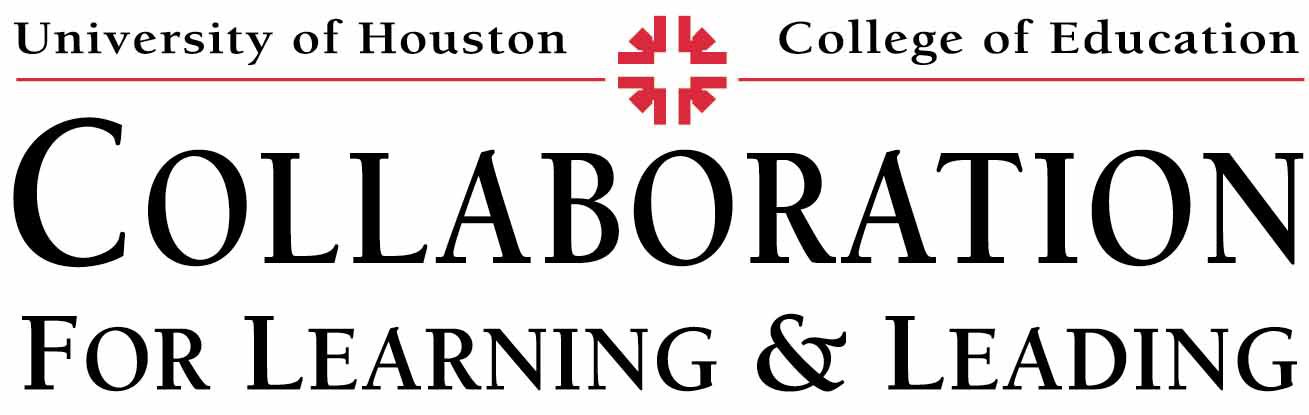 University of Houston College of Education
COLLABORATION
FOR LEARNING & LEADING